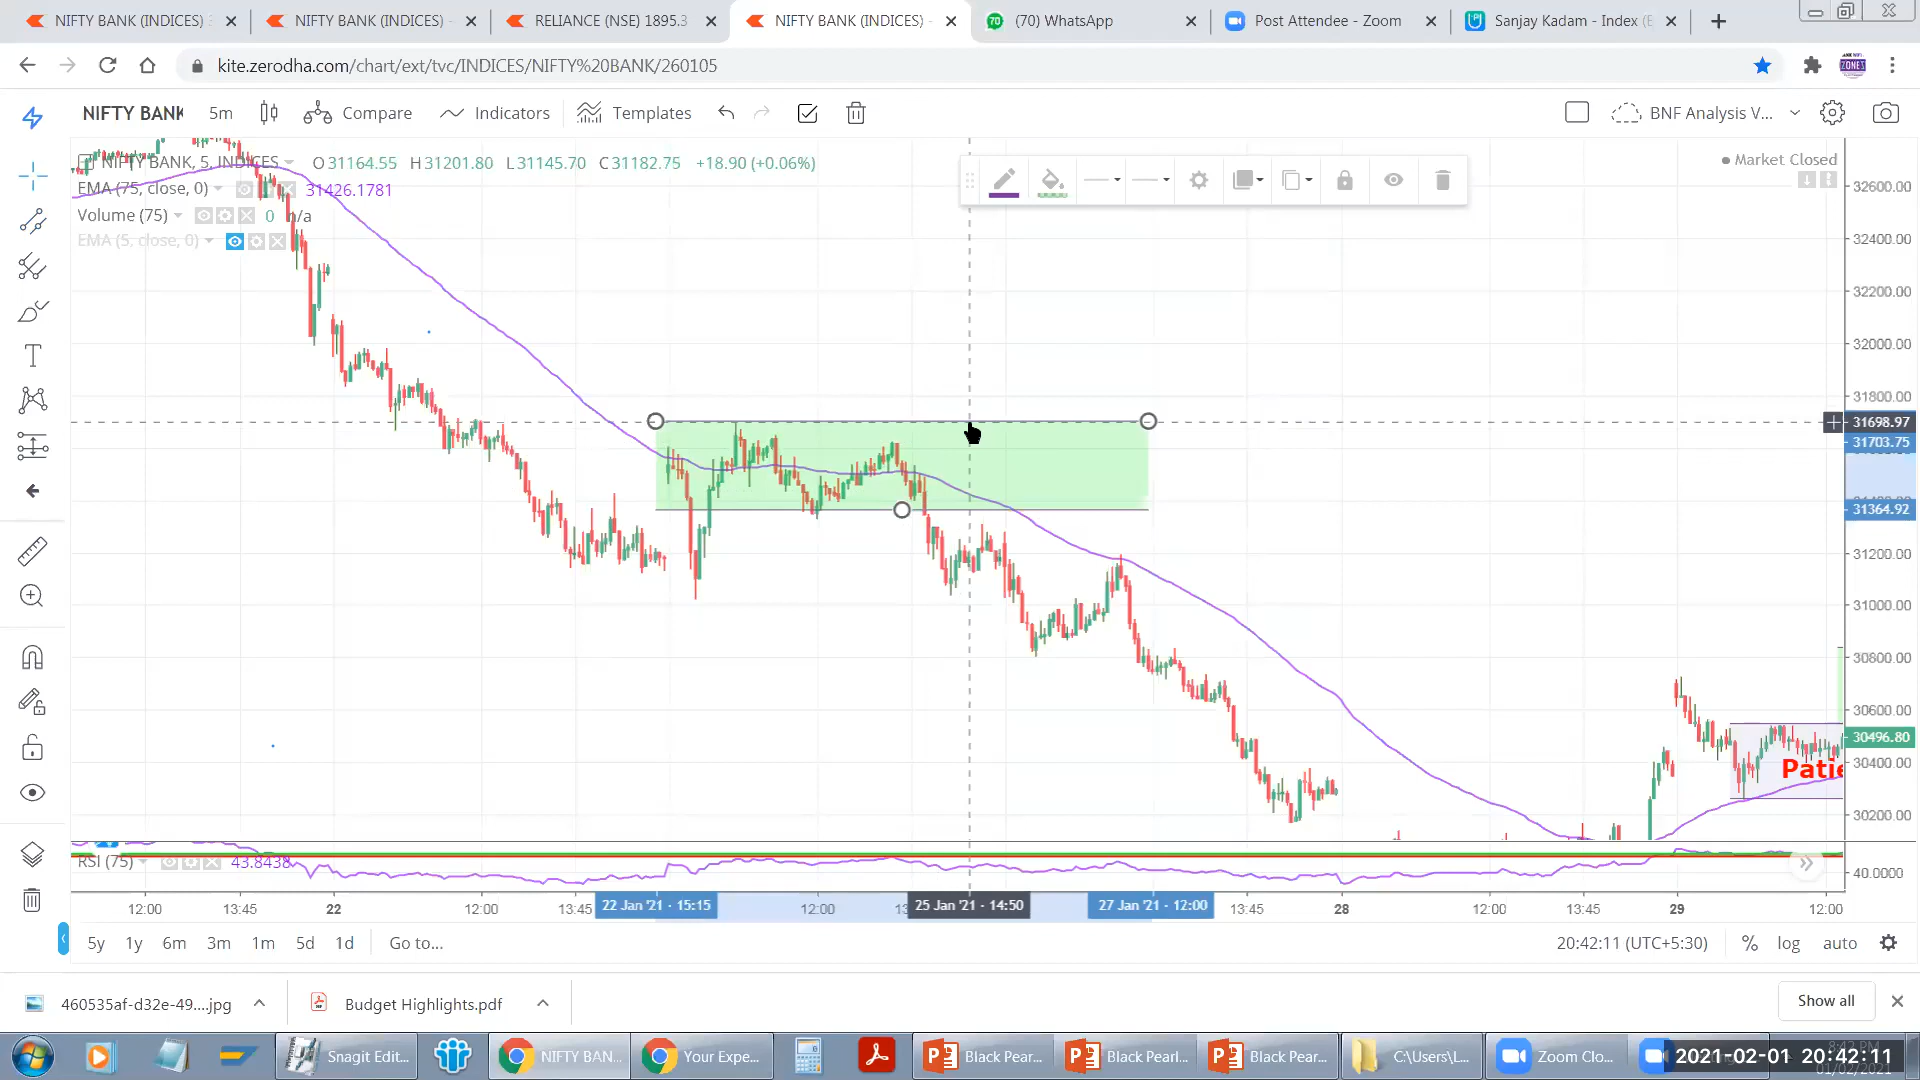 NIFTY BANK (INDICES)
NIFTY BANK (INDICES) -
RELIANCE (NSE) 1895.3
NIFTY BANK (INDICES) -
(70) WhatsApp
Post Attendee - Zoom
Sanjay Kadam - Index (
kite.zerodha.com/chart/ext/tvc/INDICES/NIFTY%20BANK/260105
NIFTY BANK 5m Compare Indicators Templates BNF Analysis V...
NIFTY BANK, 5, INDICES O31164.55 H31201.80 L31145.70 C31182.75 +18.90 (+0.06%)
Market Closed
EMA (75, close, 0) 31426.1781
Volume (75) 0 n/a
EMA (5, close, 0)
32600.00
32400.00
32200.00
32000.00
31800.00
31698.97
31703.75
31364.92
31200.00
31000.00
30800.00
30600.00
30496.80
30400.00
30200.00
Patie
RSI (75) 43.8438
40.0000
12:00 13:45 22 12:00 13:45 22 Jan '21 - 15:15 12:00 25 Jan '21 - 14:50 27 Jan '21 - 12:00 13:45 28 12:00 13:45 29 12:00
5y 1y 6m 3m 1m 5d 1d Go to... 20:42:11 (UTC+5:30) % log auto
460535af-d32e-49....jpg Budget Highlights.pdf Show all
Snagit Edit... NIFTY BAN... Your Expe... Black Pear... Black Pearl... Black Pear... C:\Users\L... Zoom Clo...
2021-02-01 20:42:11